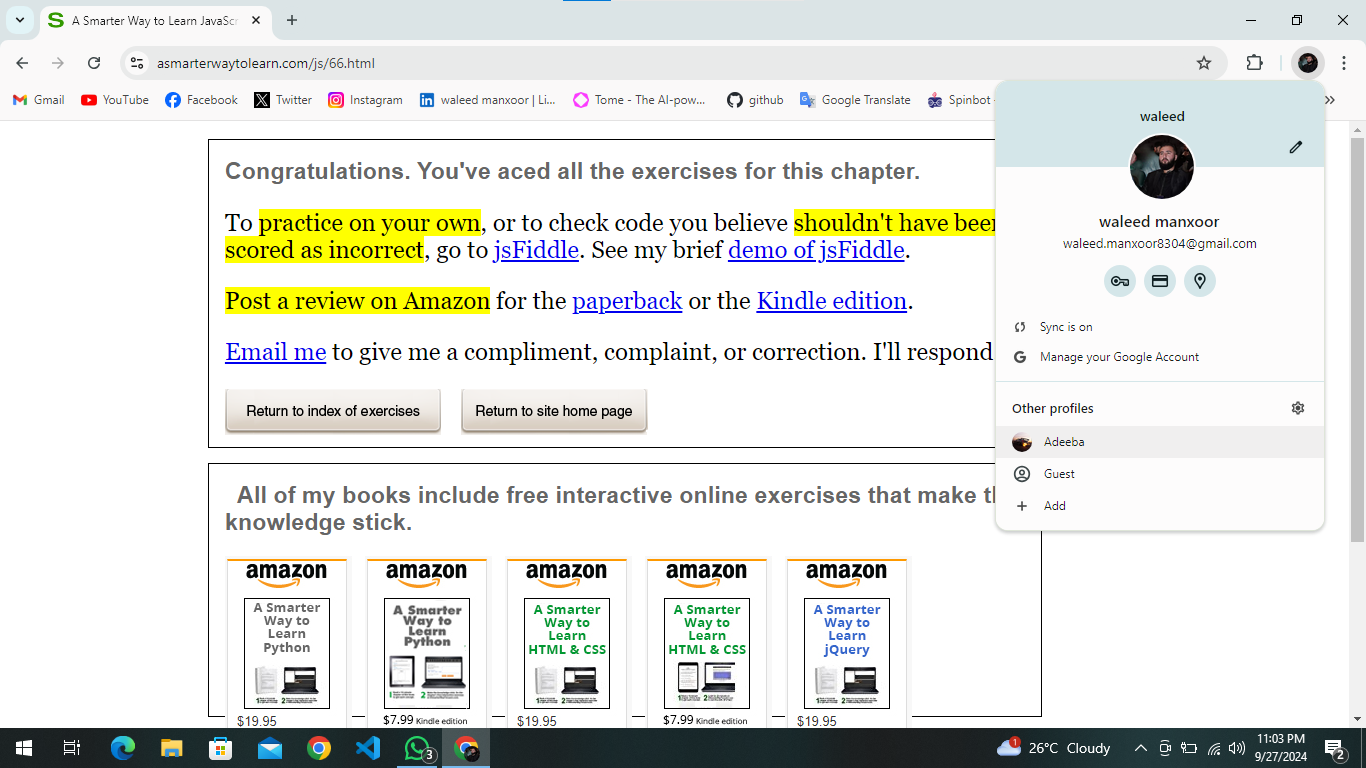 A Smarter Way to Learn JavaScr
asmarterwaytolearn.com/js/66.html
Gmail
YouTube
Facebook
Twitter
Instagram
waleed manxoor | Li...
Tome - The AI-pow...
github
Google Translate
Spinbot
Congratulations. You've aced all the exercises for this chapter.
To practice on your own, or to check code you believe shouldn't have been
scored as incorrect, go to jsFiddle. See my brief demo of jsFiddle.
Post a review on Amazon for the paperback or the Kindle edition.
Email me to give me a compliment, complaint, or correction. I'll respond
Return to index of exercises
Return to site home page
All of my books include free interactive online exercises that make th
knowledge stick.
amazon
A Smarter
Way to
Learn
Python
$19.95
amazon
A Smarter
Way to
Learn
Python
$7.99 Kindle edition
amazon
A Smarter
Way to
Learn
HTML & CSS
$19.95
amazon
A Smarter
Way to
Learn
HTML & CSS
$7.99 Kindle edition
amazon
A Smarter
Way to
Learn
jQuery
$19.95
waleed
waleed manxoor
waleed.manxoor8304@gmail.com
Sync is on
Manage your Google Account
Other profiles
Adeeba
Guest
Add
3
1
26°C Cloudy
11:03 PM
9/27/2024
2